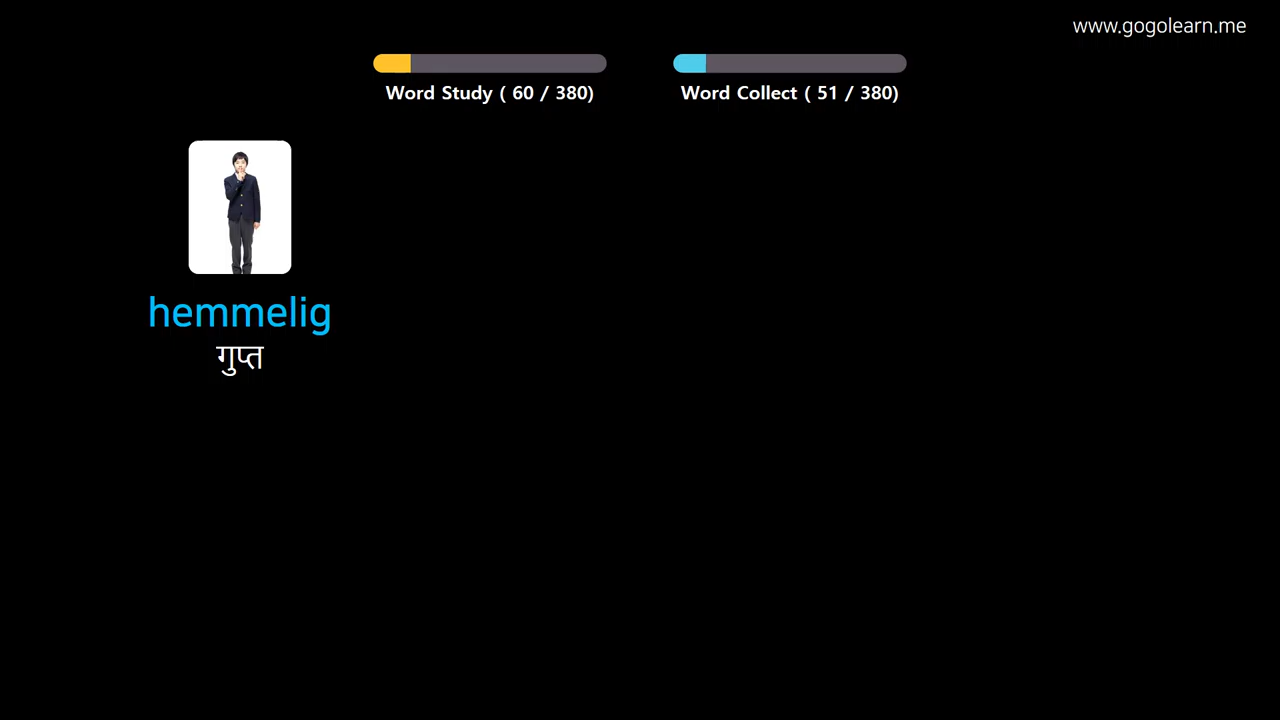 www.gogolearn.me
Word Study ( 60 / 380)
Word Collect ( 51 / 380)
hemmelig
गुप्त